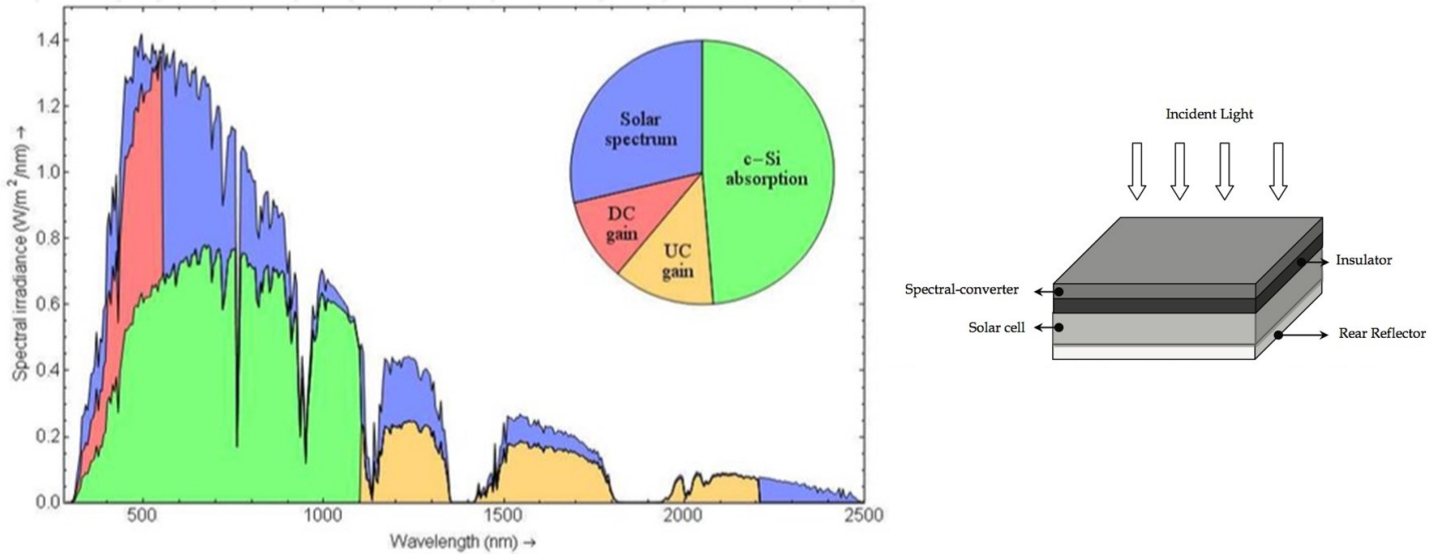 Spectral irradiance (W/m²/nm) →
1.4
1.2
1.0
0.8
0.6
0.4
0.2
0.0
500
1000
1500
2000
2500
Wavelength (nm) →
Solar
spectrum
c-Si
absorption
DC
gain
UC
gain
Incident Light
Insulator
Spectral-converter
Solar cell
Rear Reflector